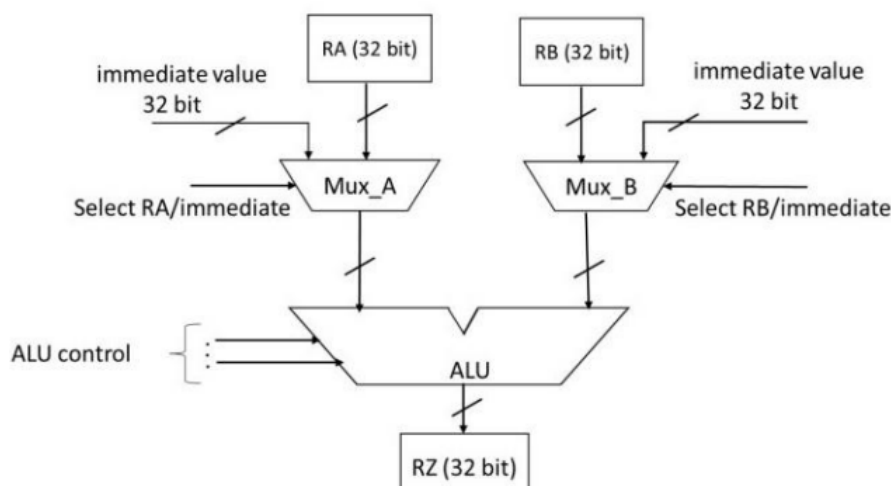 RA (32 bit)
RB (32 bit)
immediate value
32 bit
immediate value
32 bit
Mux_A
Mux_B
Select RA/immediate
Select RB/immediate
ALU control
ALU
RZ (32 bit)